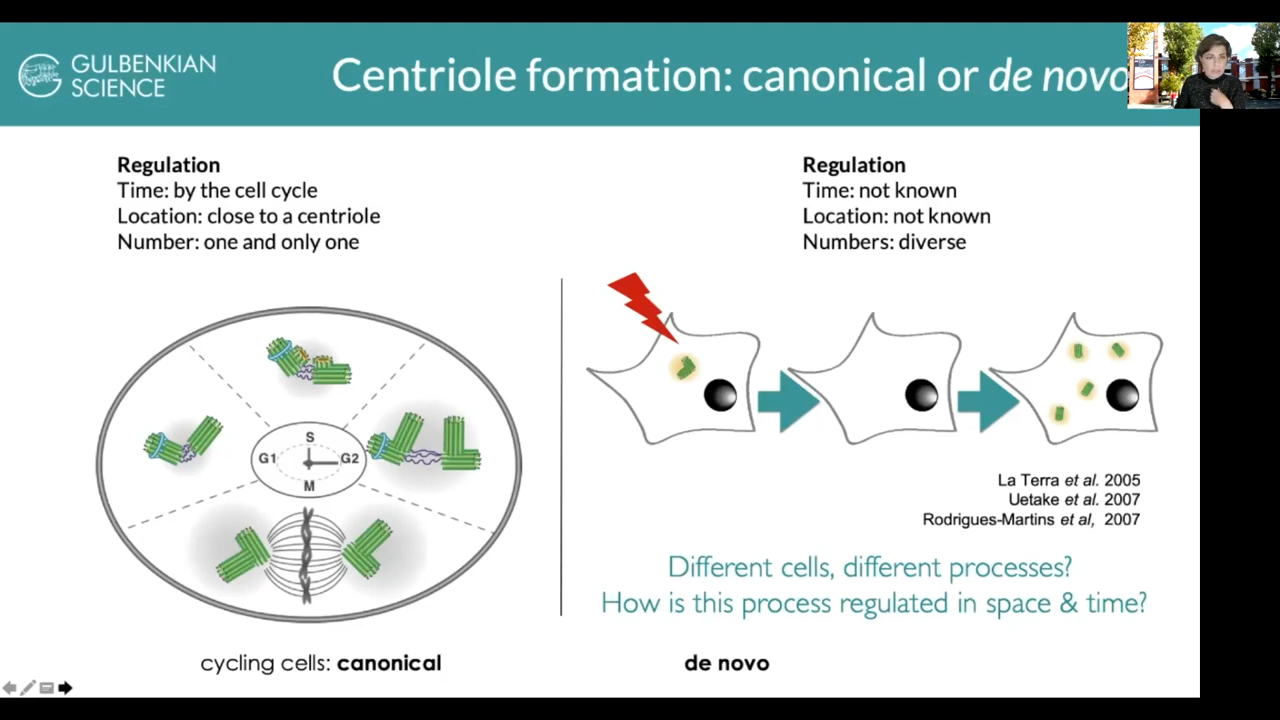 GULBENKIAN
SCIENCE
Centriole formation: canonical or de novo
Regulation
Time: by the cell cycle
Location: close to a centriole
Number: one and only one
Regulation
Time: not known
Location: not known
Numbers: diverse
S
G1
G2
M
La Terra et al. 2005
Uetake et al. 2007
Rodrigues-Martins et al, 2007
Different cells, different processes?
How is this process regulated in space & time?
cycling cells: canonical
de novo